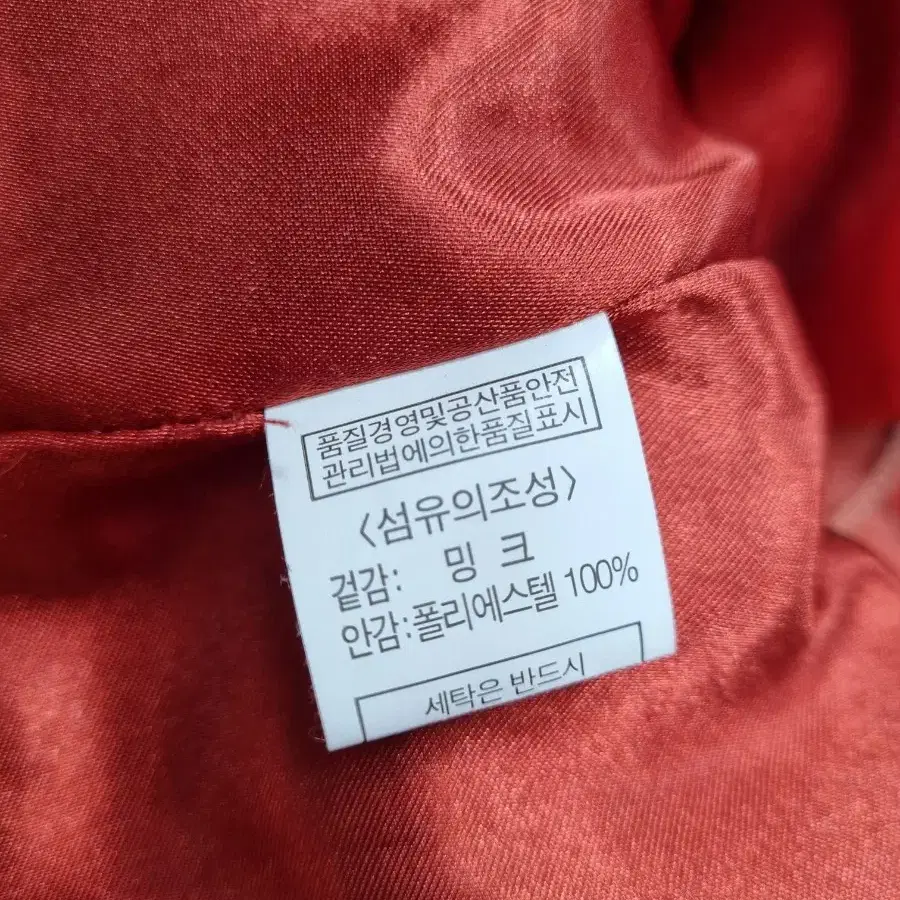 품질경영및공산품안전
관리법에의한품질표시
〈섬유의조성〉
겉감: 밍 크
안감:폴리에스텔 100%
세탁은 반드시